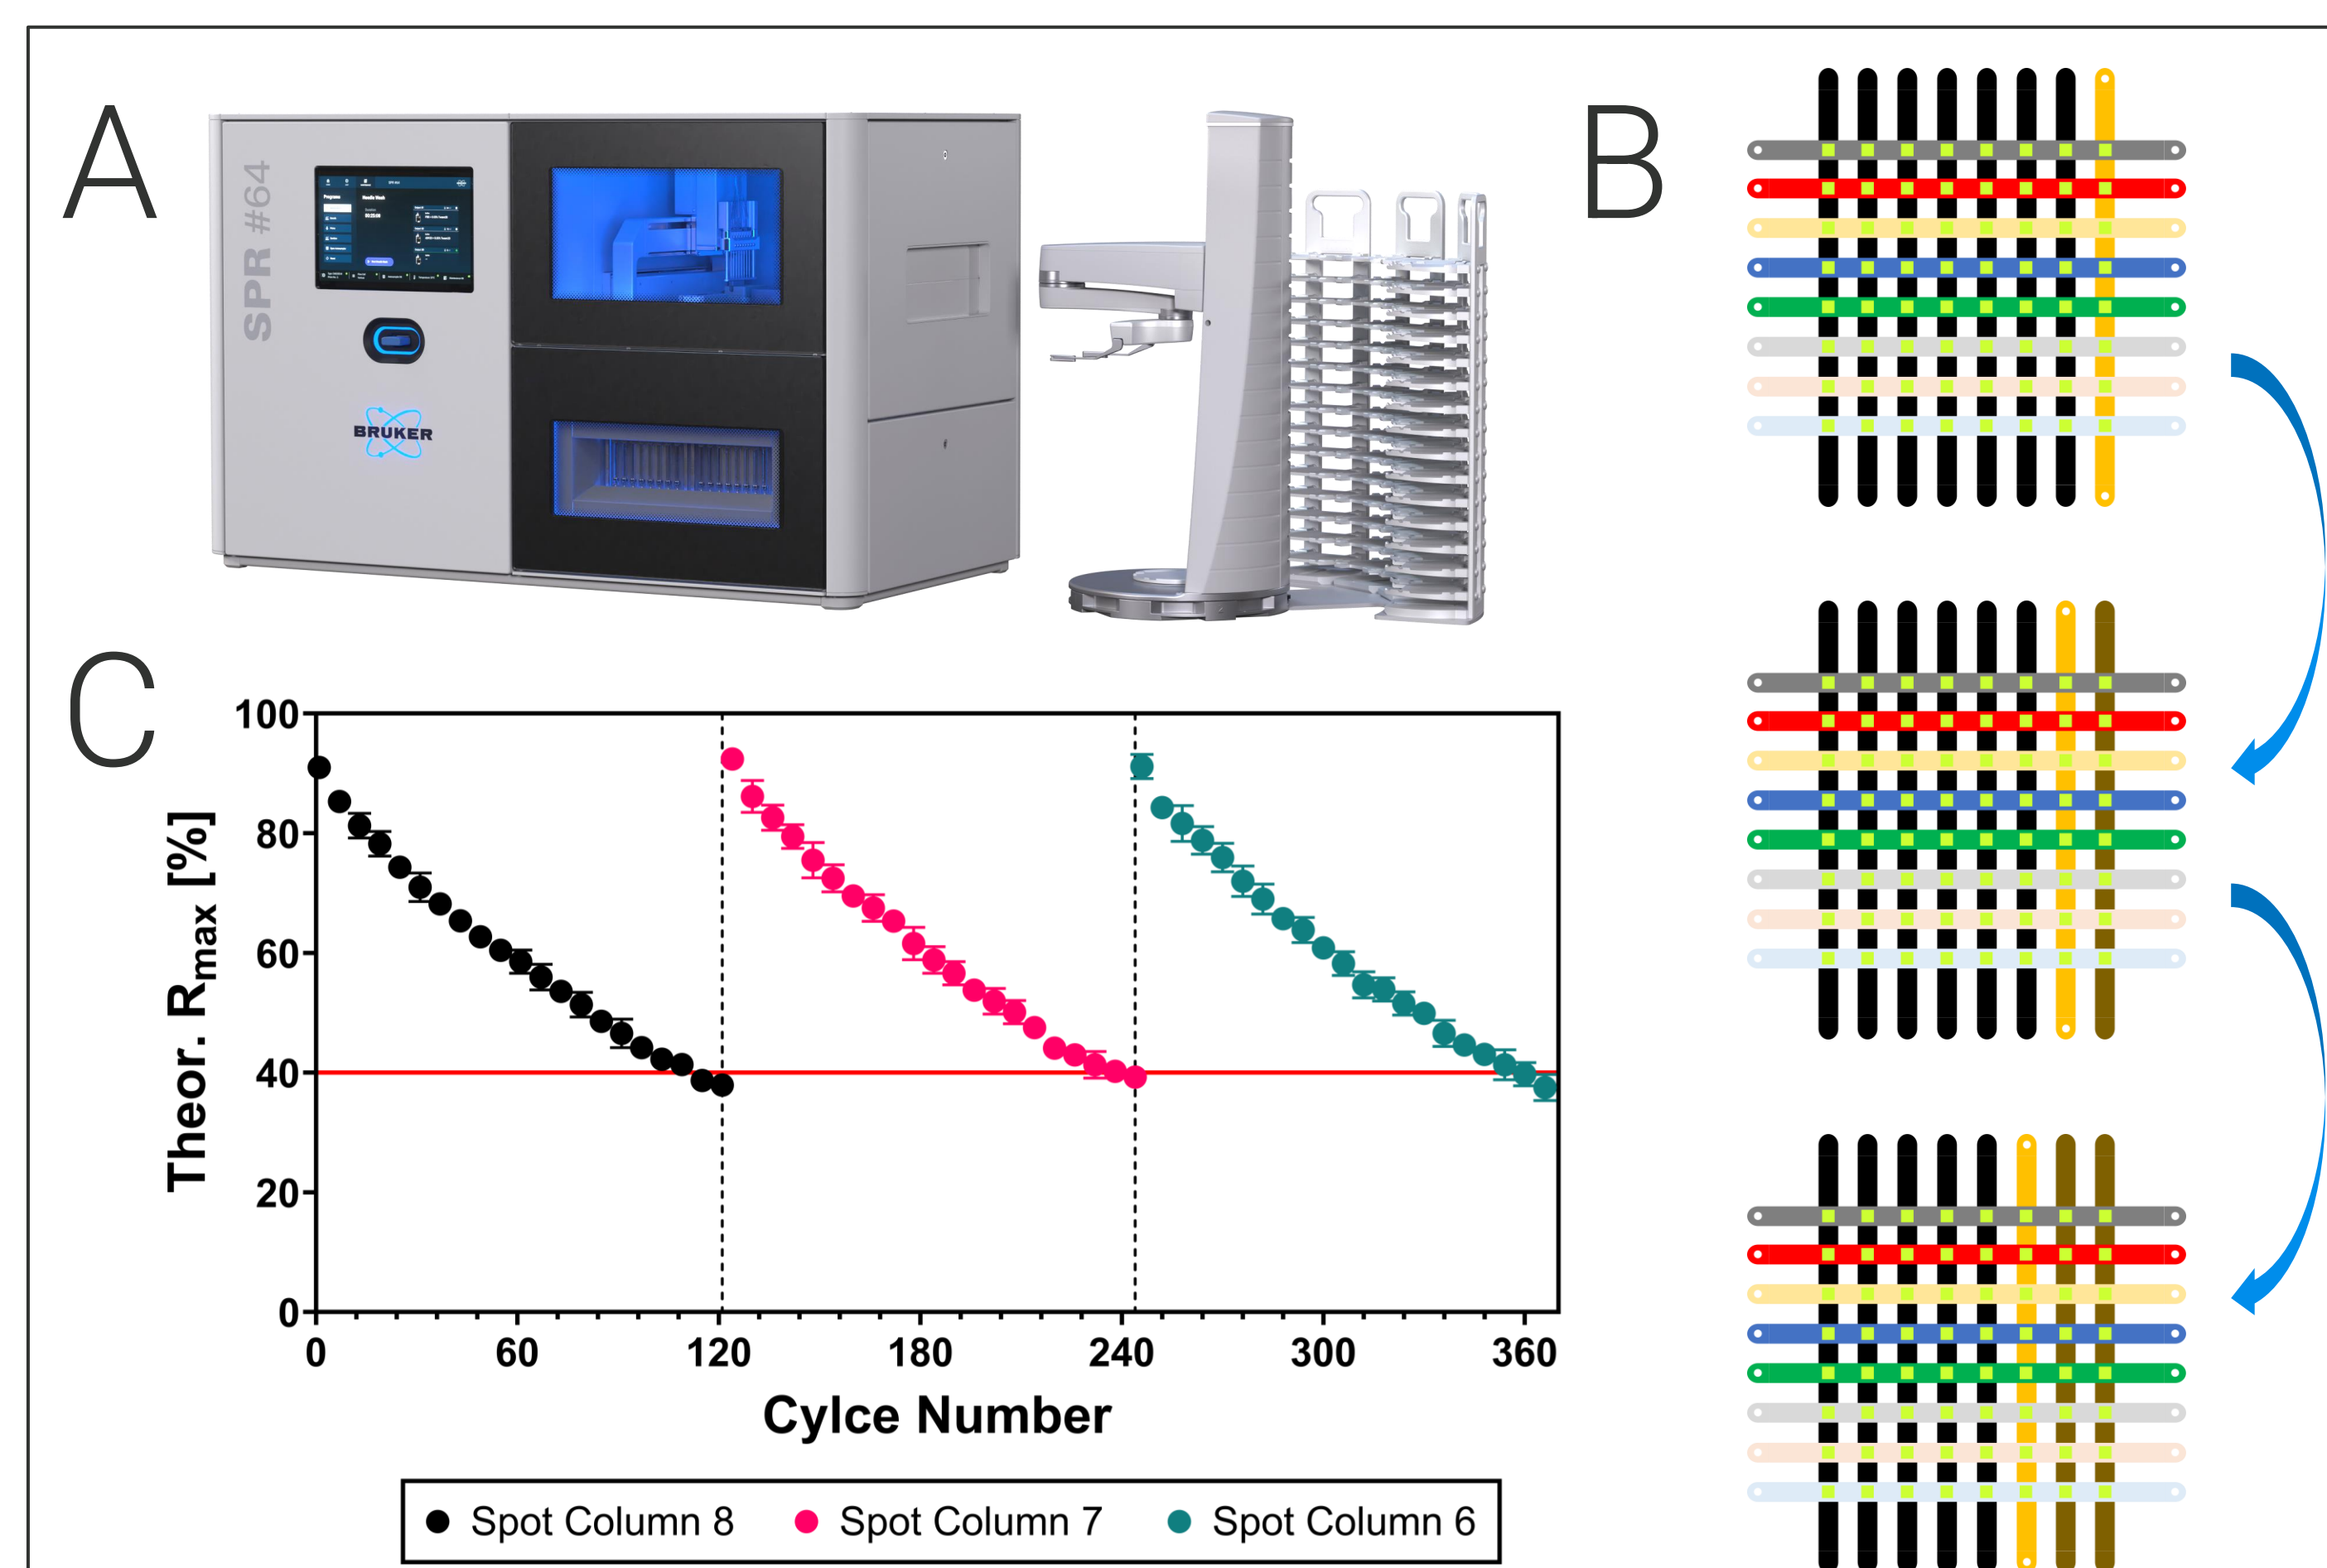 A
B
SPR #64
BRUKER
C
Theor. Rmax [%]
100
80
60
40
20
0
0 60 120 180 240 300 360
Cylce Number
Spot Column 8 Spot Column 7 Spot Column 6